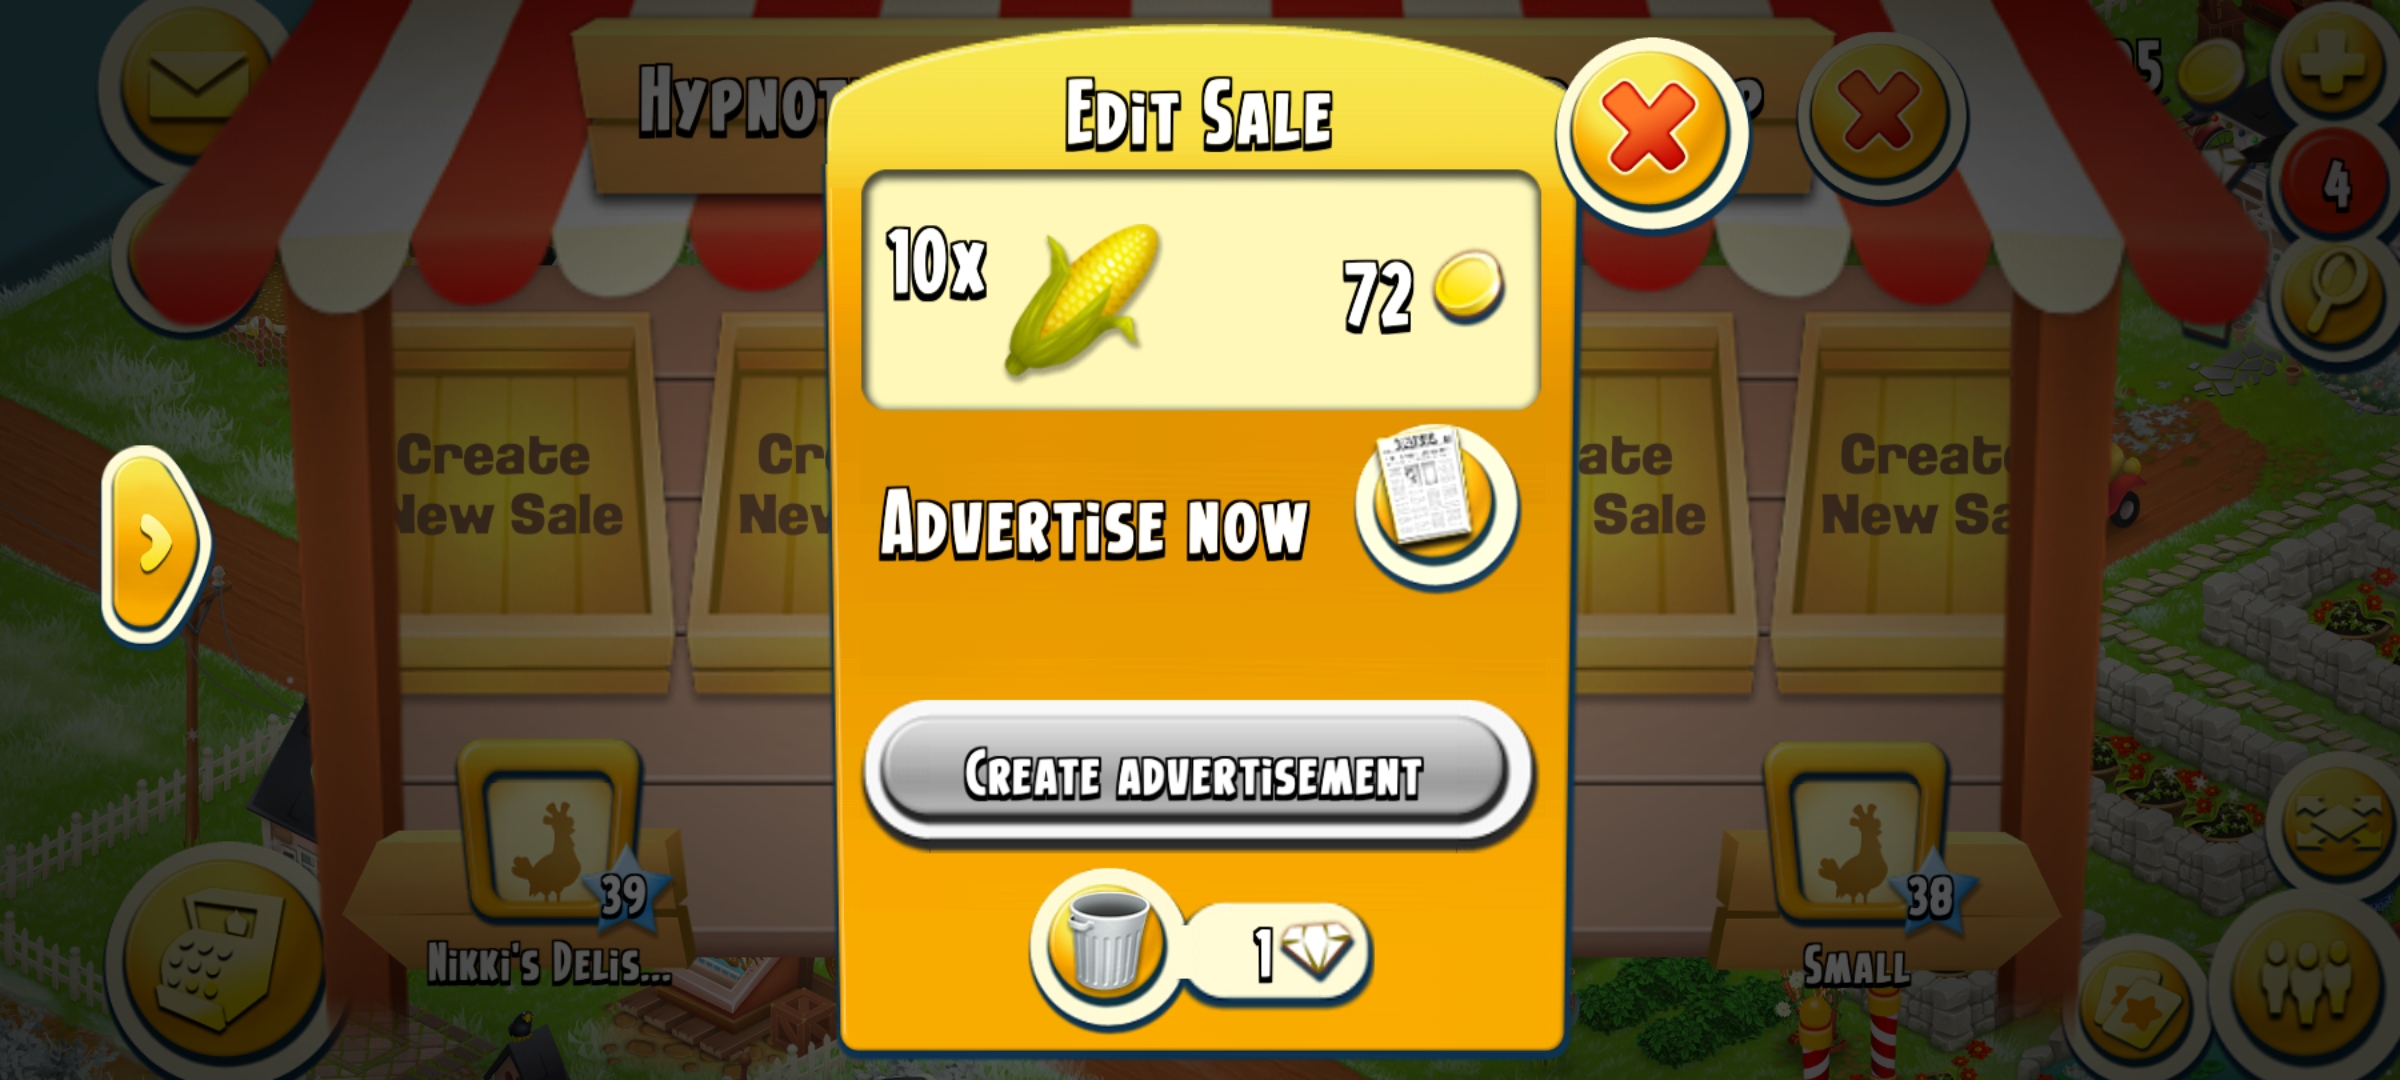 EDIT SALE
10x
72
ADVERTISE NOW
CREATE ADVERTISEMENT
1
HYPNOT
5
4
Create
New Sale
Cr
New
ate
Sale
Create
New Sa
39
NIKKI'S DELIS...
38
SMALL